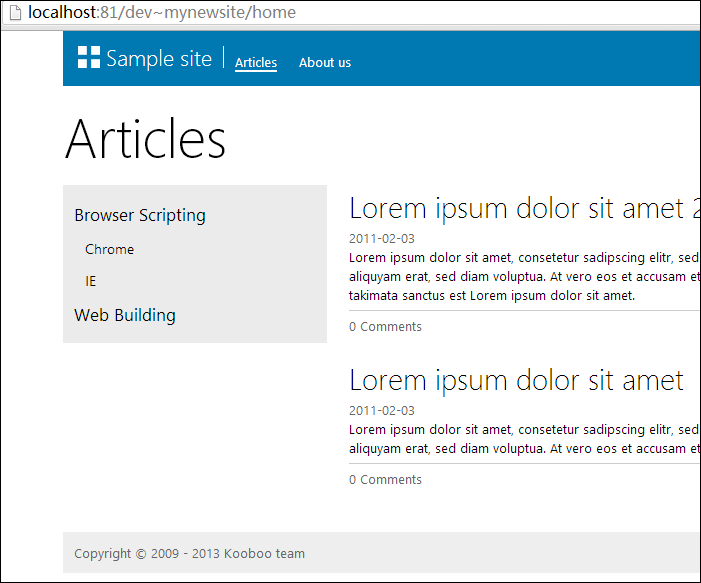 localhost:81/dev~mynewsite/home
Sample site
Articles
About us
Articles
Browser Scripting
Chrome
IE
Web Building
Lorem ipsum dolor sit amet 2
2011-02-03
Lorem ipsum dolor sit amet, consetetur sadipscing elitr, sed
aliquyam erat, sed diam voluptua. At vero eos et accusam et
takimata sanctus est Lorem ipsum dolor sit amet.
0 Comments
Lorem ipsum dolor sit amet
2011-02-03
Lorem ipsum dolor sit amet, consetetur sadipscing elitr, sed
aliquyam erat, sed diam voluptua. At vero eos et accusam et
0 Comments
Copyright © 2009 - 2013 Kooboo team